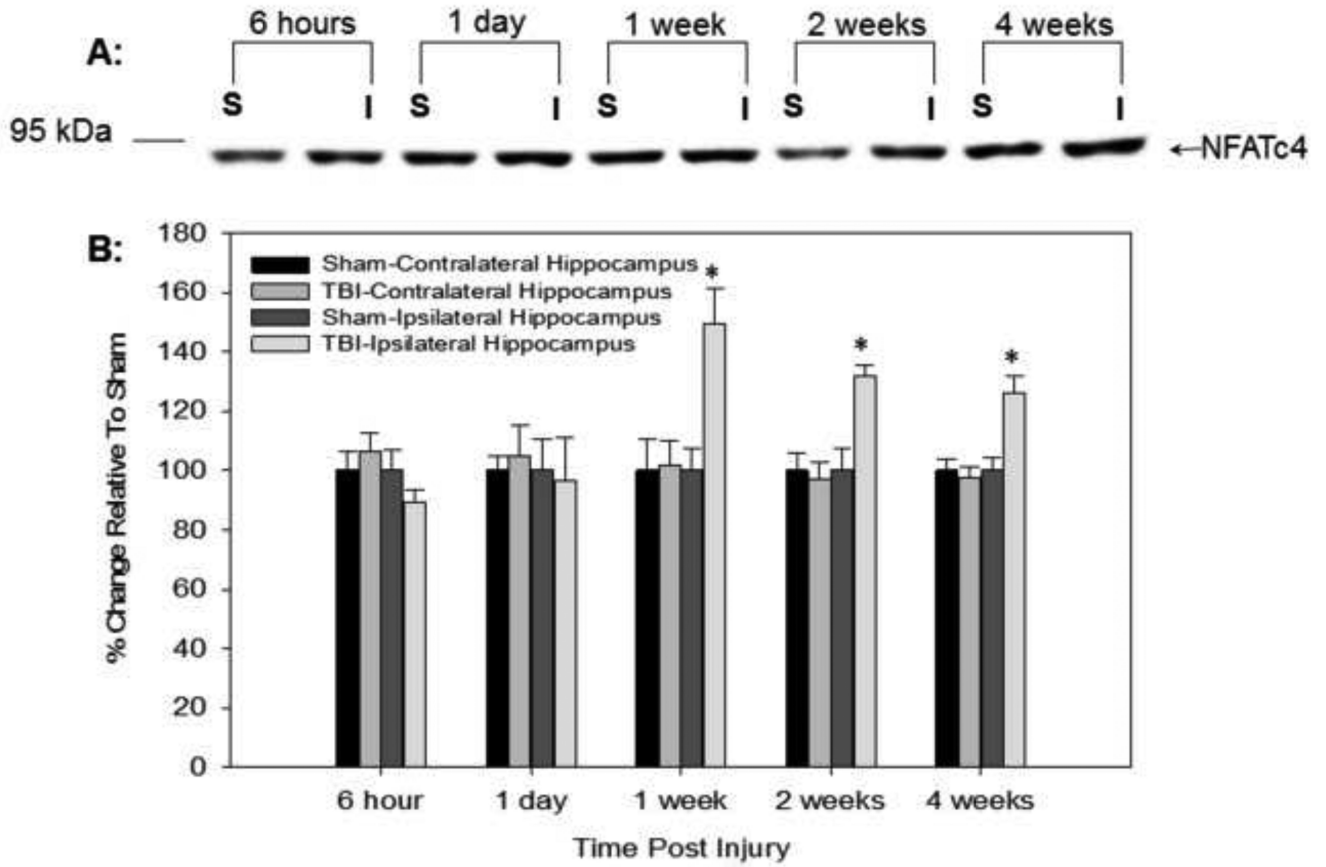 A:
6 hours 1 day 1 week 2 weeks 4 weeks
S I S I S I S I S I
95 kDa
←NFATc4
B:
180
160
140
120
100
80
60
40
20
0
% Change Relative To Sham
Sham-Contralateral Hippocampus
TBI-Contralateral Hippocampus
Sham-Ipsilateral Hippocampus
TBI-Ipsilateral Hippocampus
* * *
6 hour 1 day 1 week 2 weeks 4 weeks
Time Post Injury